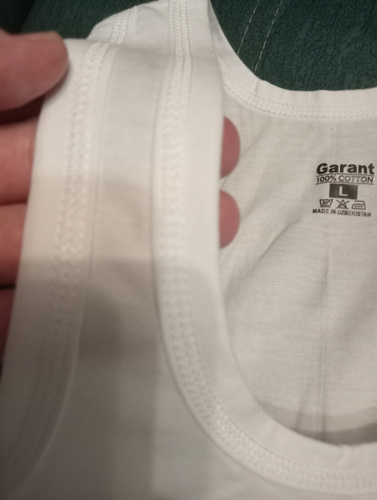 Garant
100% COTTON
L
MADE IN UZBEKISTAN